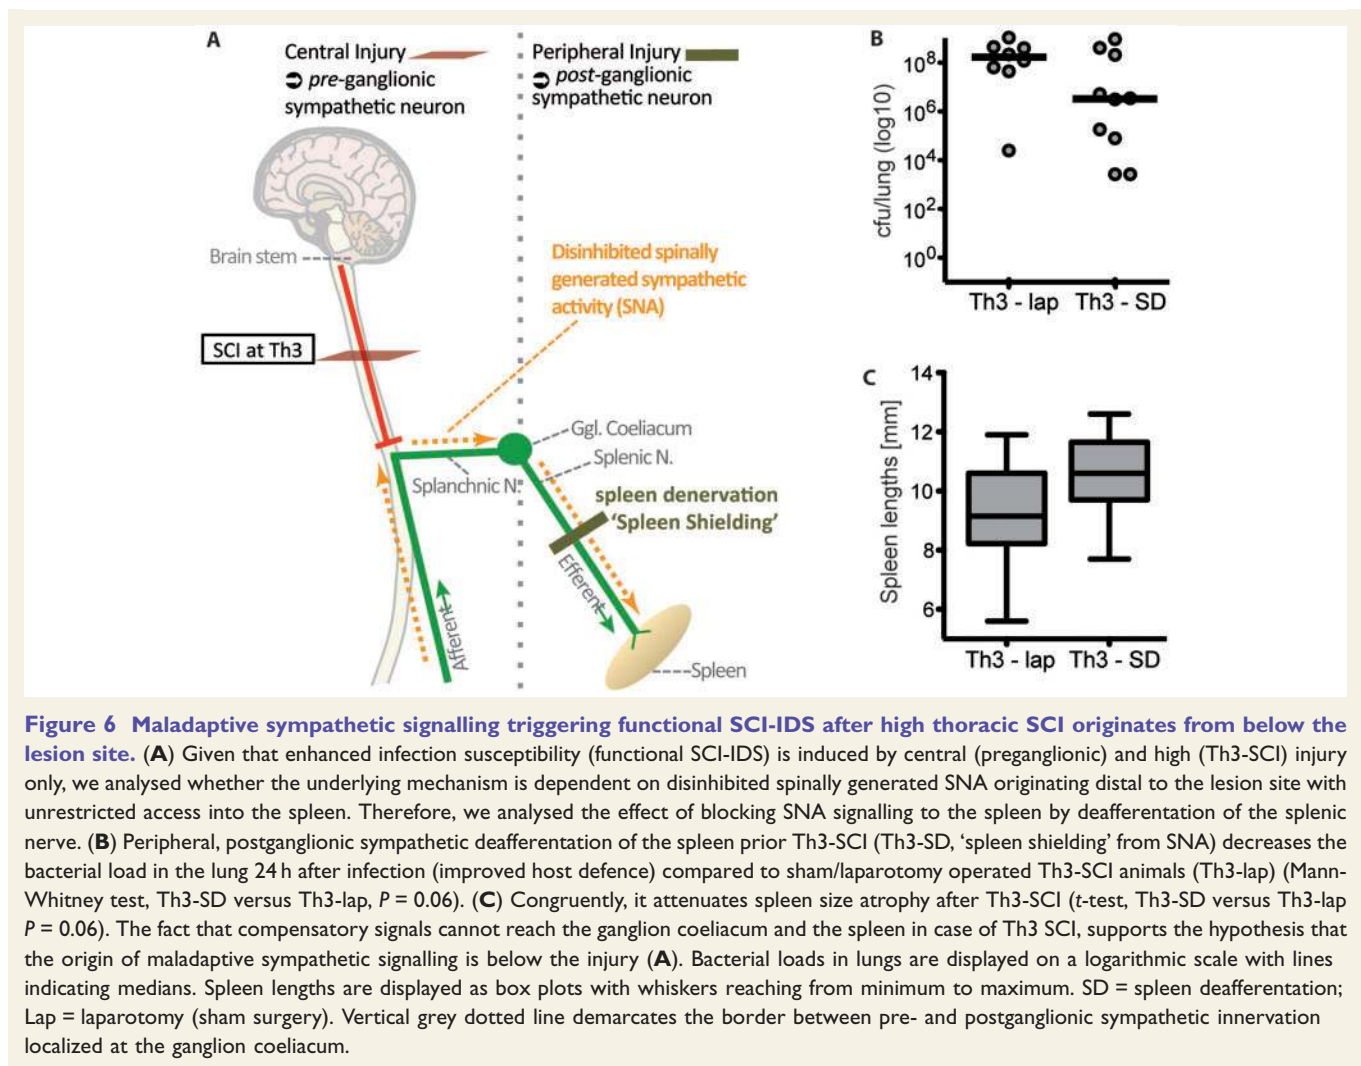 A
Central Injury
➲ pre-ganglionic
sympathetic neuron
Peripheral Injury
➲ post-ganglionic
sympathetic neuron
Brain stem
SCI at Th3
Disinhibited spinally
generated sympathetic
activity (SNA)
Ggl. Coeliacum
Splenic N.
Splanchnic N.
spleen denervation
‘Spleen Shielding’
Efferent
Afferent
Spleen
B
cfu/lung (log10)
10⁸
10⁶
10⁴
10²
10⁰
Th3 - lap Th3 - SD
C
Spleen lengths [mm]
14
12
10
8
6
Th3 - lap Th3 - SD
Figure 6 Maladaptive sympathetic signalling triggering functional SCI-IDS after high thoracic SCI originates from below the
lesion site. (A) Given that enhanced infection susceptibility (functional SCI-IDS) is induced by central (preganglionic) and high (Th3-SCI) injury
only, we analysed whether the underlying mechanism is dependent on disinhibited spinally generated SNA originating distal to the lesion site with
unrestricted access into the spleen. Therefore, we analysed the effect of blocking SNA signalling to the spleen by deafferentation of the splenic
nerve. (B) Peripheral, postganglionic sympathetic deafferentation of the spleen prior Th3-SCI (Th3-SD, ‘spleen shielding’ from SNA) decreases the
bacterial load in the lung 24 h after infection (improved host defence) compared to sham/laparotomy operated Th3-SCI animals (Th3-lap) (Mann-
Whitney test, Th3-SD versus Th3-lap, P = 0.06). (C) Congruently, it attenuates spleen size atrophy after Th3-SCI (t-test, Th3-SD versus Th3-lap
P = 0.06). The fact that compensatory signals cannot reach the ganglion coeliacum and the spleen in case of Th3 SCI, supports the hypothesis that
the origin of maladaptive sympathetic signalling is below the injury (A). Bacterial loads in lungs are displayed on a logarithmic scale with lines
indicating medians. Spleen lengths are displayed as box plots with whiskers reaching from minimum to maximum. SD = spleen deafferentation;
Lap = laparotomy (sham surgery). Vertical grey dotted line demarcates the border between pre- and postganglionic sympathetic innervation
localized at the ganglion coeliacum.